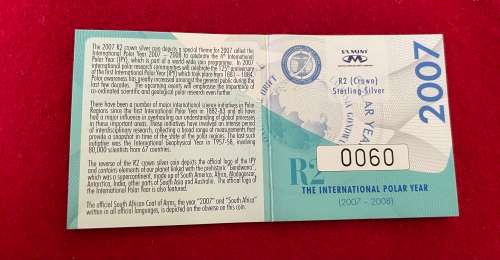 The 2007 R2 crown silver coin depicts a special theme for 2007 called the
International Polar Year 2007 - 2008 to celebrate the 4th International
Polar Year (IPY), which is part of a world-wide coin programme. In 2007
international polar research communities will celebrate the 125th anniversary
of the first International Polar Year (IPY) which took place from 1881 - 1884.
Polar awareness has greatly increased amongst the general public during the past
few decades. The upcoming events will emphasise the importance of
co-ordinated scientific and geological polar research to them.
There have been a number of major international science initiatives in Polar
Regions since the first International Polar Year in 1882-83 and all have
had a major influence in overhauling our understanding of global processes
in these important areas. These initiatives have involved an intense period
of interdisciplinary research, collecting a broad range of measurements that
provide a snapshot in time of the state of the polar regions. The last such
initiative was the International Geophysical Year in 1957-58, involving
80,000 scientists from 67 countries.
The reverse of the R2 crown silver coin depicts the official logo of the IPY
and contains elements of our planet linked with the prehistoric 'Gondwana',
which was a supercontinent, made up of South America, Africa, Madagascar,
Antarctica, India, other parts of South Asia and Australia. The official logo of
the International Polar Year is also featured.
The official South African Coat of Arms, the year "2007" and "South Africa"
written in all official languages, is depicted on the obverse on this coin.
SA MINT
R2 (Crown)
Sterling-Silver
2007
AR YEA
0060
R2
THE INTERNATIONAL POLAR YEAR
(2007 - 2008)